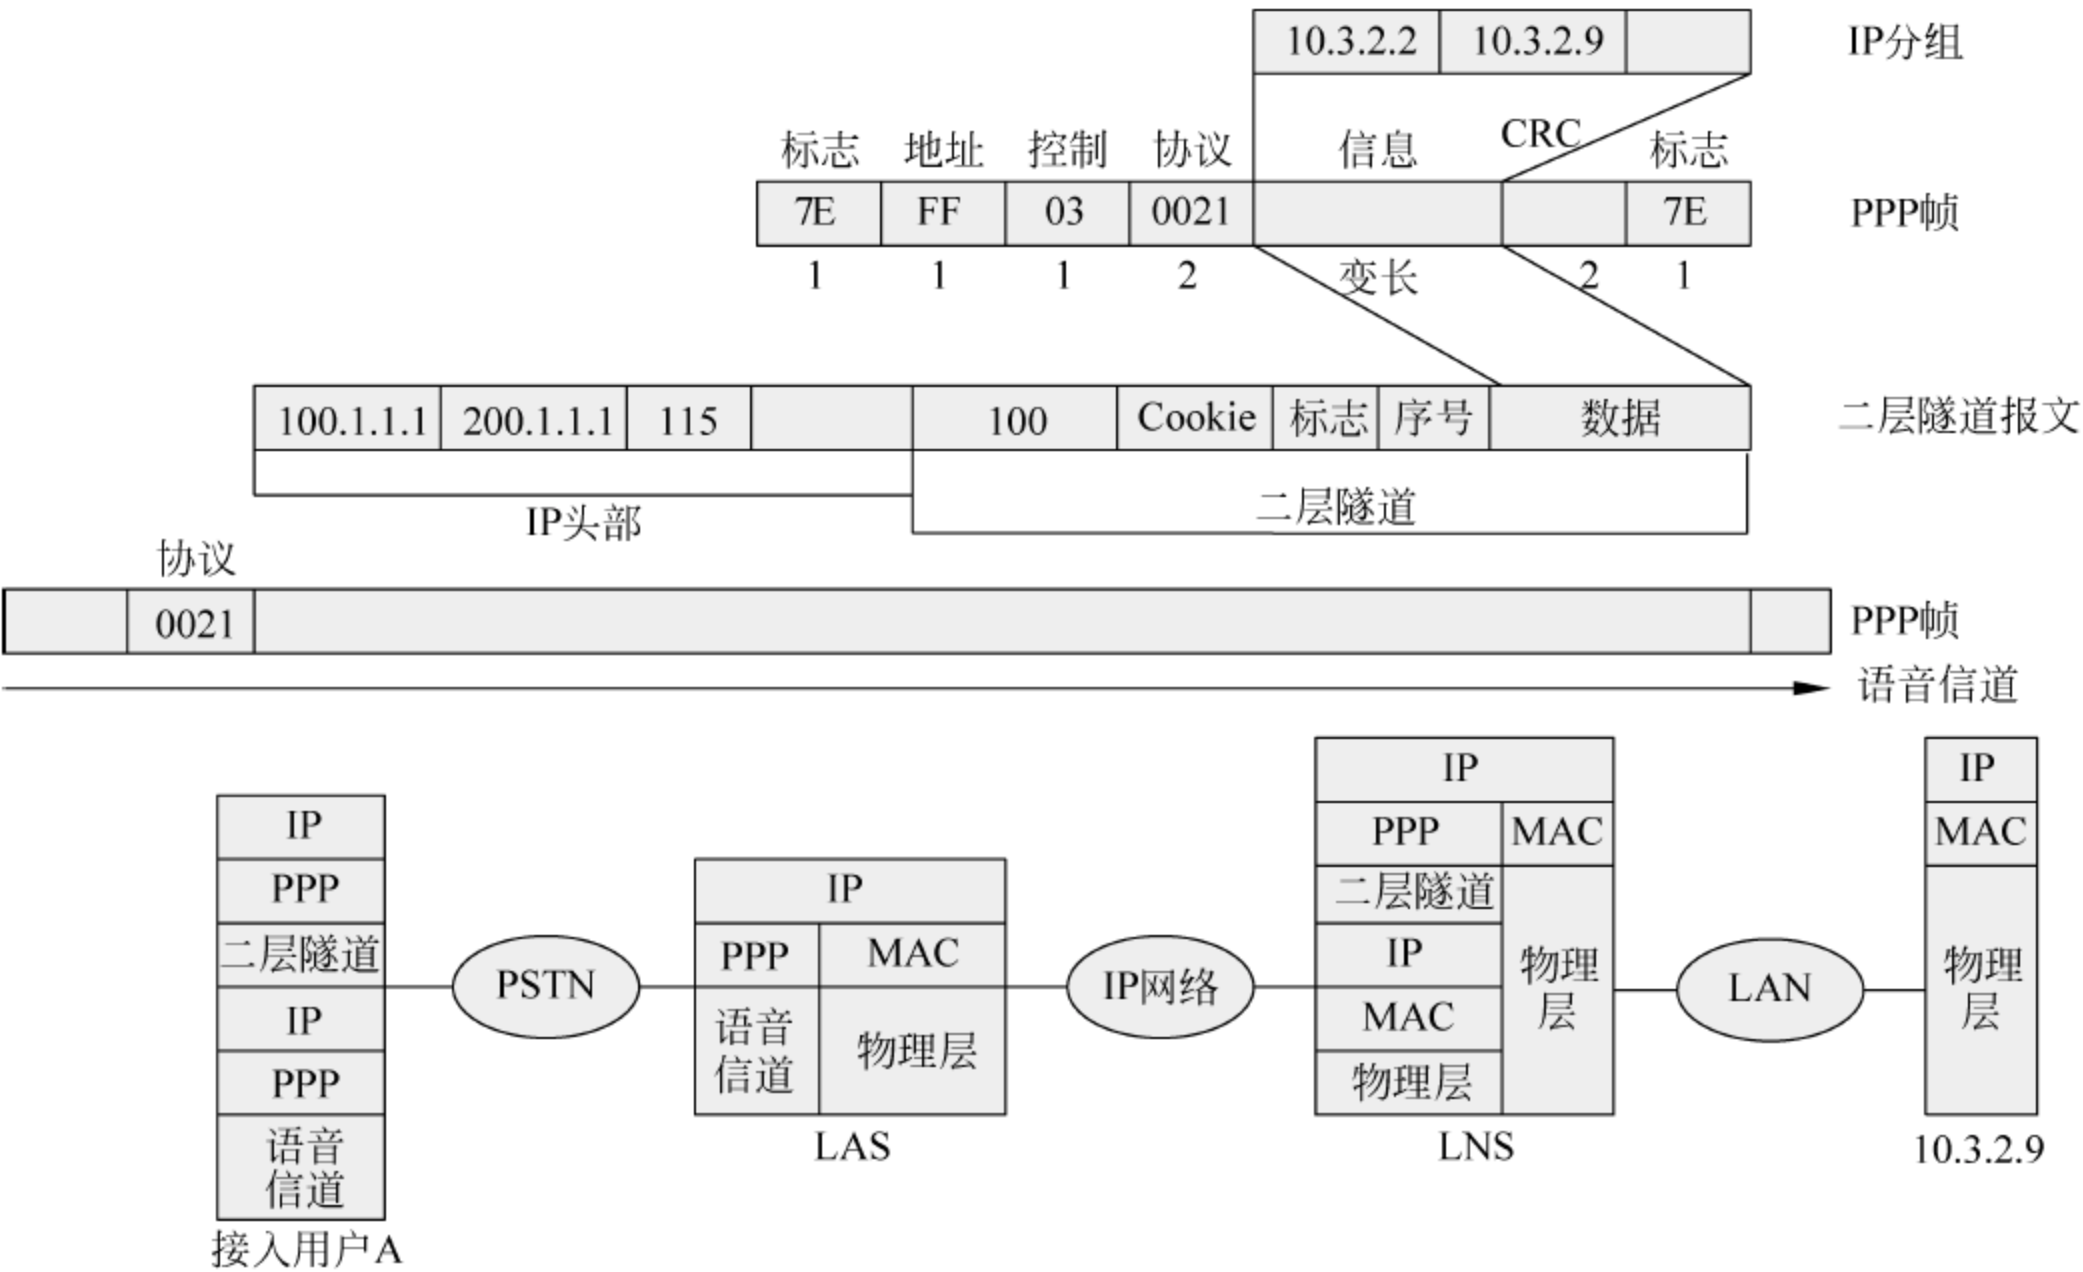 10.3.2.2 10.3.2.9 IP分组
标志 地址 控制 协议 信息 CRC 标志
7E FF 03 0021 7E PPP帧
1 1 1 2 变长 2 1
100.1.1.1 200.1.1.1 115 100 Cookie 标志 序号 数据 二层隧道报文
IP头部 二层隧道
协议
0021 PPP帧
语音信道
IP
PPP
二层隧道
IP
PPP
语音
信道
接入用户A
PSTN
IP
PPP MAC
语音
信道
物理层
LAS
IP网络
IP
PPP MAC
二层隧道
IP
MAC
物理层
物理
层
LNS
LAN
IP
MAC
物理
层
10.3.2.9